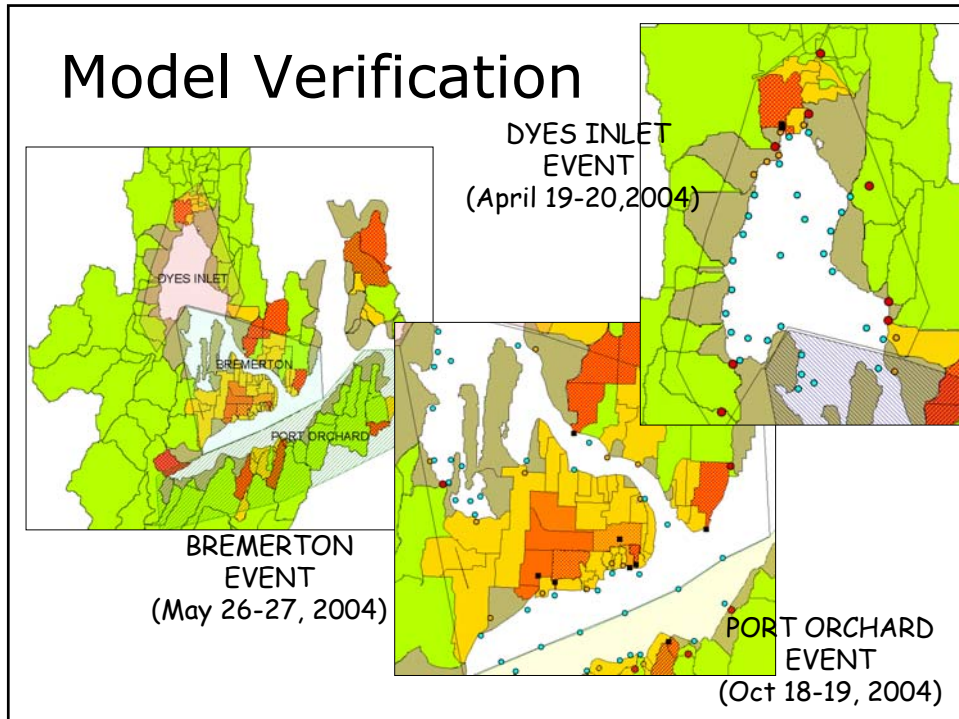 Model Verification
DYES INLET
EVENT
(April 19-20,2004)
DYES INLET
BREMERTON
PORT ORCHARD
BREMERTON
EVENT
(May 26-27, 2004)
PORT ORCHARD
EVENT
(Oct 18-19, 2004)